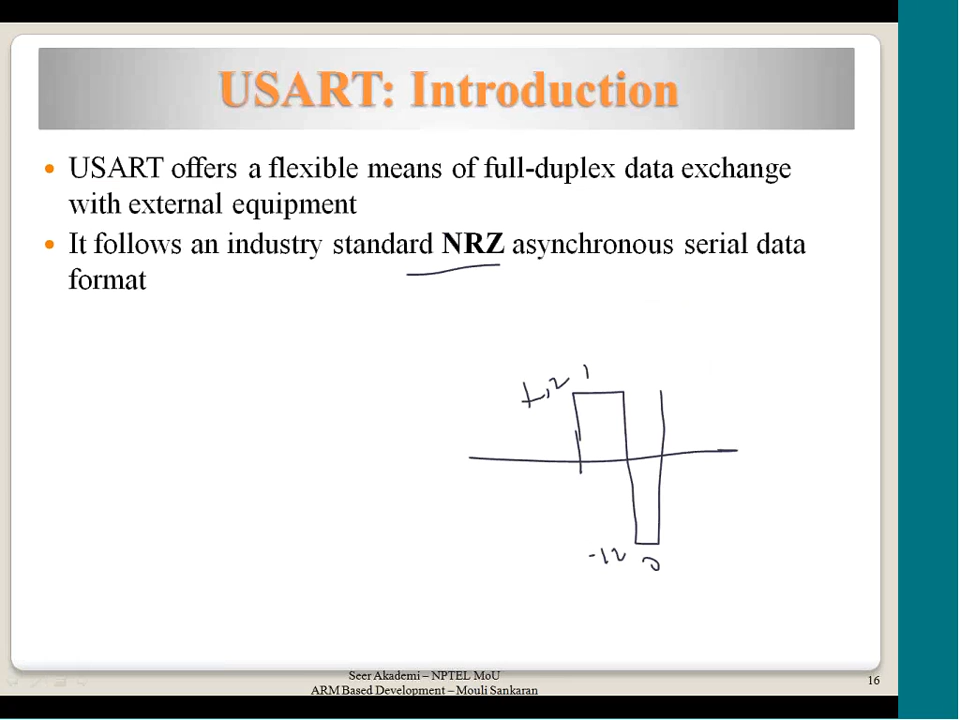 USART: Introduction
• USART offers a flexible means of full-duplex data exchange
with external equipment
• It follows an industry standard NRZ asynchronous serial data
format
+12 1
-12 0
Seer Akademi – NPTEL MoU
ARM Based Development – Mouli Sankaran
16